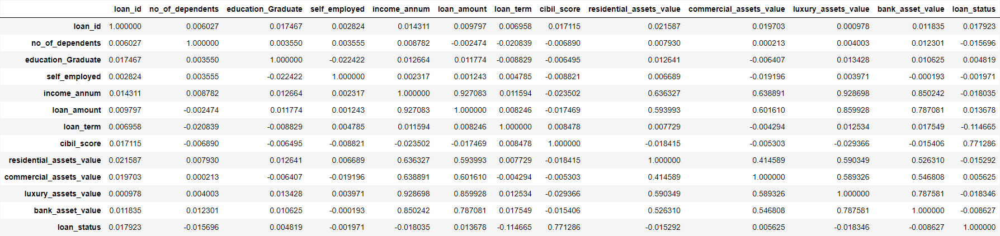 loan_id no_of_dependents education_Graduate self_employed income_annum loan_amount loan_term cibil_score residential_assets_value commercial_assets_value luxury_assets_value bank_asset_value loan_status
loan_id 1.000000 0.006027 0.017467 0.002824 0.014311 0.009797 0.006958 0.017115 0.021587 0.019703 0.000978 0.011835 0.017923
no_of_dependents 0.006027 1.000000 0.003550 0.003555 0.008782 -0.002474 -0.020839 -0.006890 0.007930 0.000213 0.004003 0.012301 -0.015696
education_Graduate 0.017467 0.003550 1.000000 -0.022422 0.012664 0.011774 -0.008829 -0.006495 0.012641 -0.006407 0.013428 0.010625 0.004819
self_employed 0.002824 0.003555 -0.022422 1.000000 0.002317 0.001243 0.004785 -0.008821 0.006689 -0.019196 0.003971 -0.000193 -0.001971
income_annum 0.014311 0.008782 0.012664 0.002317 1.000000 0.927083 0.011594 -0.023502 0.636327 0.638891 0.928698 0.850242 -0.018035
loan_amount 0.009797 -0.002474 0.011774 0.001243 0.927083 1.000000 0.008246 -0.017469 0.593993 0.601610 0.859928 0.787081 0.013678
loan_term 0.006958 -0.020839 -0.008829 0.004785 0.011594 0.008246 1.000000 0.008478 0.007729 -0.004294 0.012534 0.017549 -0.114665
cibil_score 0.017115 -0.006890 -0.006495 -0.008821 -0.023502 -0.017469 0.008478 1.000000 -0.018415 -0.005303 -0.029366 -0.015406 0.771286
residential_assets_value 0.021587 0.007930 0.012641 0.006689 0.636327 0.593993 0.007729 -0.018415 1.000000 0.414589 0.590349 0.526310 -0.015292
commercial_assets_value 0.019703 0.000213 -0.006407 -0.019196 0.638891 0.601610 -0.004294 -0.005303 0.414589 1.000000 0.589326 0.546808 0.005625
luxury_assets_value 0.000978 0.004003 0.013428 0.003971 0.928698 0.859928 0.012534 -0.029366 0.590349 0.589326 1.000000 0.787581 -0.018346
bank_asset_value 0.011835 0.012301 0.010625 -0.000193 0.850242 0.787081 0.017549 -0.015406 0.526310 0.546808 0.787581 1.000000 -0.008627
loan_status 0.017923 -0.015696 0.004819 -0.001971 -0.018035 0.013678 -0.114665 0.771286 -0.015292 0.005625 -0.018346 -0.008627 1.000000